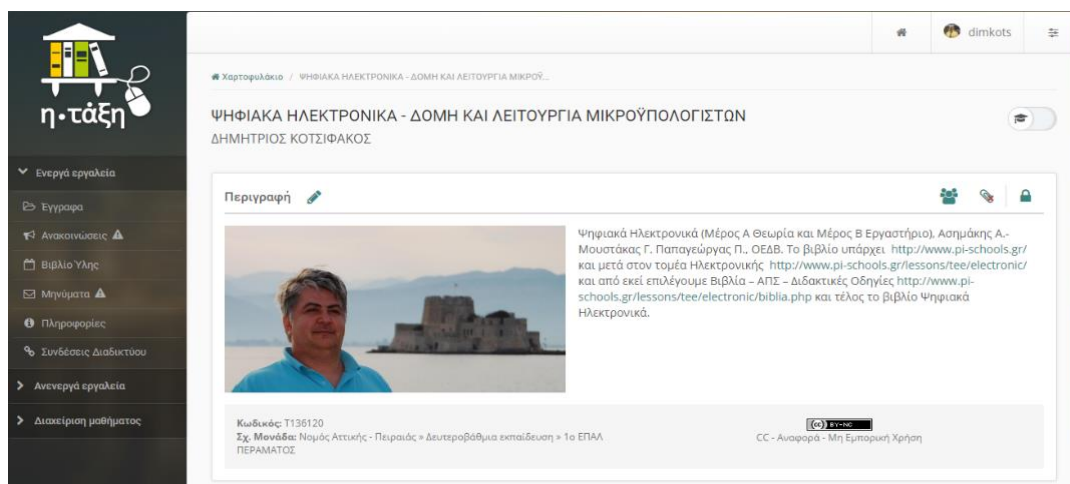 η·τάξη
dimkots
Χαρτοφυλάκιο / ΨΗΦΙΑΚΑ ΗΛΕΚΤΡΟΝΙΚΑ - ΔΟΜΗ ΚΑΙ ΛΕΙΤΟΥΡΓΙΑ ΜΙΚΡΟΫ...
ΨΗΦΙΑΚΑ ΗΛΕΚΤΡΟΝΙΚΑ - ΔΟΜΗ ΚΑΙ ΛΕΙΤΟΥΡΓΙΑ ΜΙΚΡΟΫΠΟΛΟΓΙΣΤΩΝ
ΔΗΜΗΤΡΙΟΣ ΚΟΤΣΙΦΑΚΟΣ
Ενεργά εργαλεία
Έγγραφα
Ανακοινώσεις
Βιβλίο Ύλης
Μηνύματα
Πληροφορίες
Συνδέσεις Διαδικτύου
Ανενεργά εργαλεία
Διαχείριση μαθήματος
Περιγραφή
Ψηφιακά Ηλεκτρονικά (Μέρος Α Θεωρία και Μέρος Β Εργαστήριο), Ασημάκης Α.-
Μουστάκας Γ. Παπαγεώργας Π., ΟΕΔΒ. Το βιβλίο υπάρχει http://www.pi-schools.gr/
και μετά στον τομέα Ηλεκτρονικής http://www.pi-schools.gr/lessons/tee/electronic/
και από εκεί επιλέγουμε Βιβλία – ΑΠΣ – Διδακτικές Οδηγίες http://www.pi-
schools.gr/lessons/tee/electronic/biblia.php και τέλος το βιβλίο Ψηφιακά
Ηλεκτρονικά.
Κωδικός: T136120
Σχ. Μονάδα: Νομός Αττικής - Πειραιάς » Δευτεροβάθμια εκπαίδευση » 1ο ΕΠΑΛ
ΠΕΡΑΜΑΤΟΣ
(cc) BY-NC
CC - Αναφορά - Μη Εμπορική Χρήση